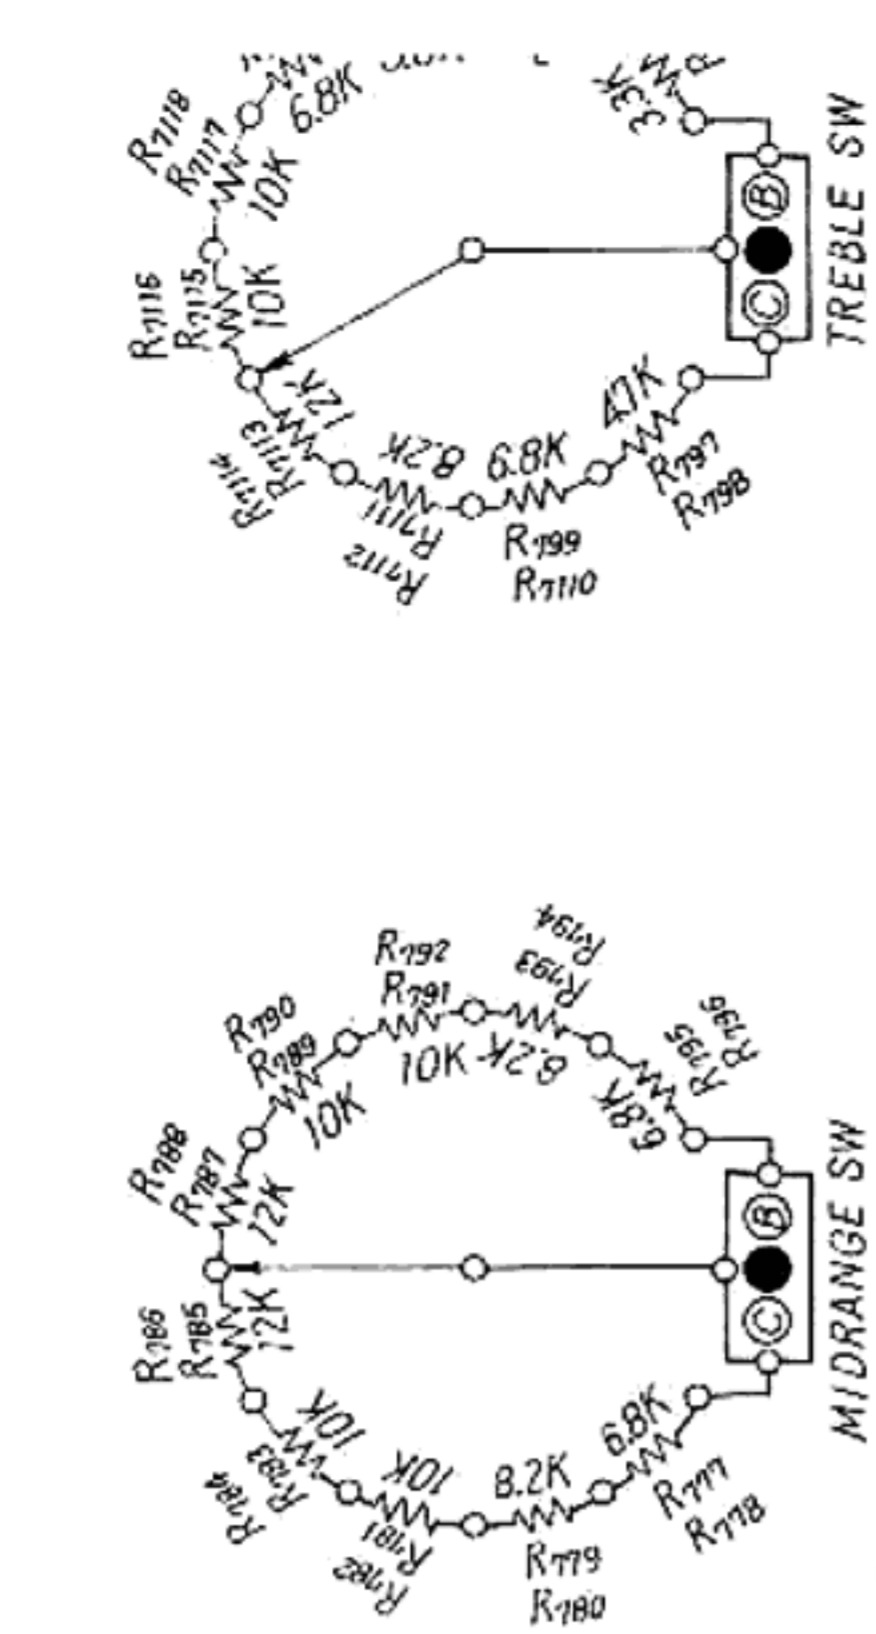 6.8K
3.3K
R7118
R7117
10K
TREBLE SW
B
C
R7116
R7115
10K
12K
R7113
R7114
8.2K
R7111
R7112
6.8K
R799
R7110
47K
R797
R798
R794
R793
8.2K
R792
R791
10K
R796
R795
6.8K
R790
R789
10K
R788
R787
12K
MIDRANGE SW
B
C
R786
R785
12K
10K
R783
R784
10K
R781
R782
8.2K
R779
R780
6.8K
R777
R778